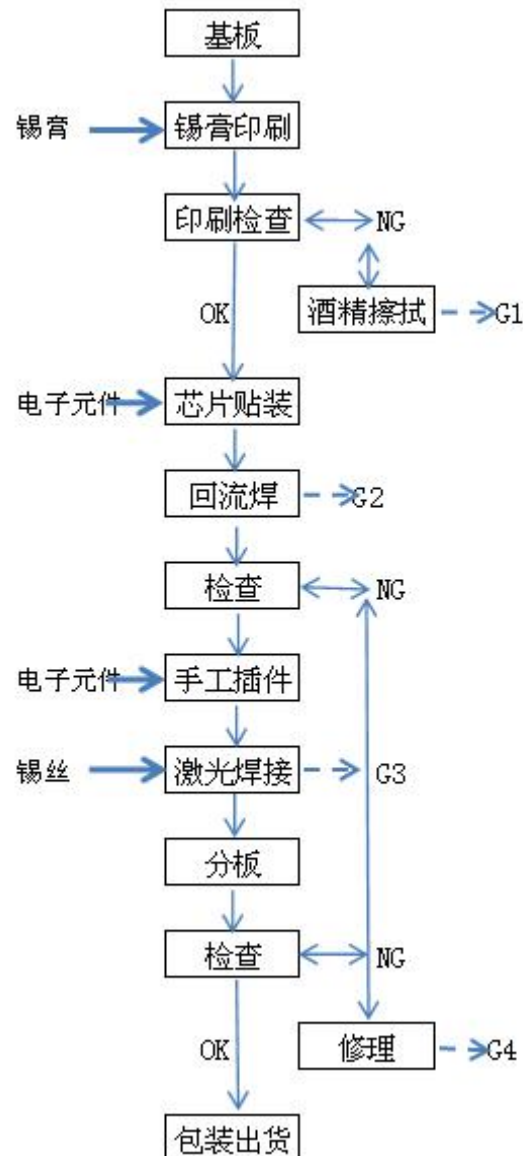 基板
锡膏 锡膏印刷
印刷检查 NG
OK 酒精擦拭 G1
电子元件 芯片贴装
回流焊 G2
检查 NG
电子元件 手工插件
锡丝 激光焊接 G3
分板
检查 NG
OK 修理 G4
包装出货